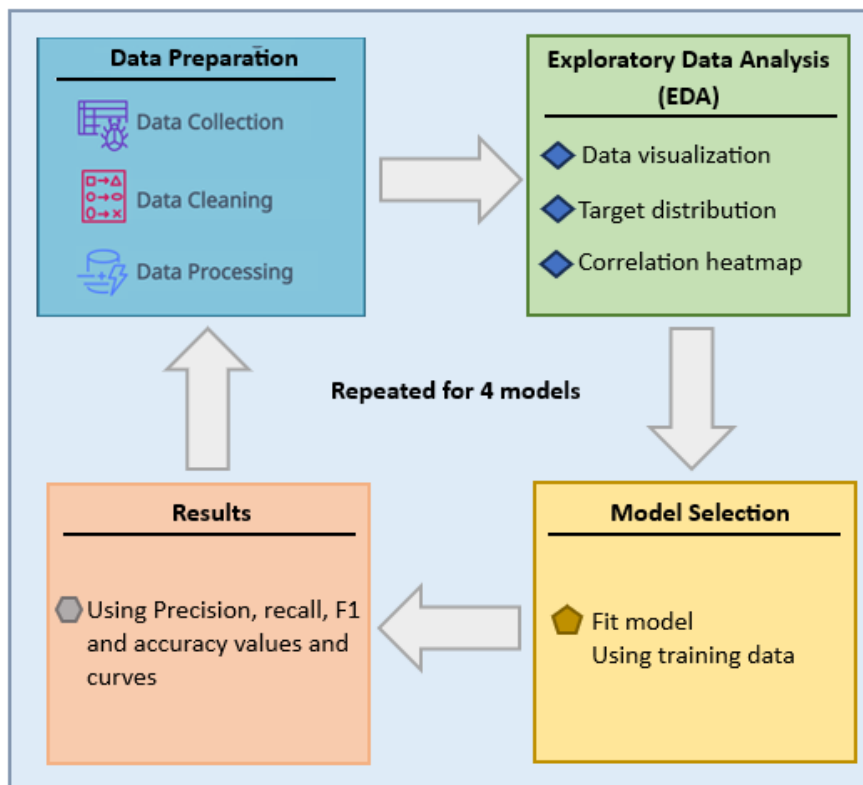 Data Preparation
Data Collection
Data Cleaning
Data Processing
Exploratory Data Analysis
(EDA)
Data visualization
Target distribution
Correlation heatmap
Repeated for 4 models
Results
Using Precision, recall, F1
and accuracy values and
curves
Model Selection
Fit model
Using training data